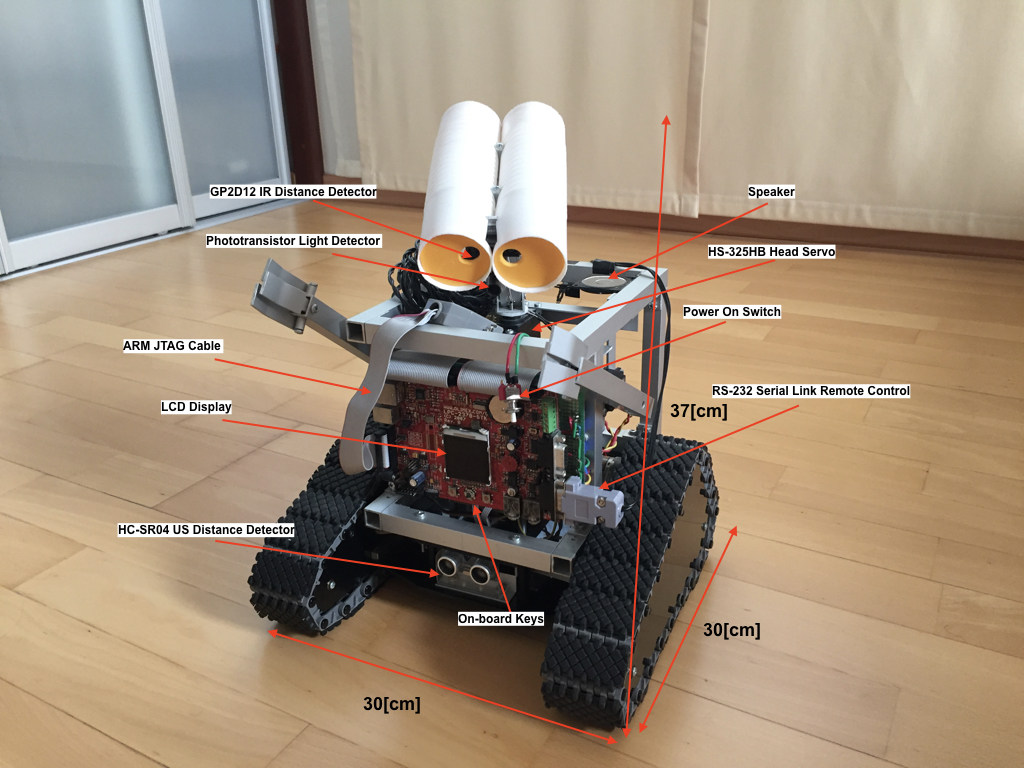 GP2D12 IR Distance Detector
Speaker
Phototransistor Light Detector
HS-325HB Head Servo
Power On Switch
ARM JTAG Cable
RS-232 Serial Link Remote Control
LCD Display
37[cm]
HC-SR04 US Distance Detector
On-board Keys
30[cm]
30[cm]